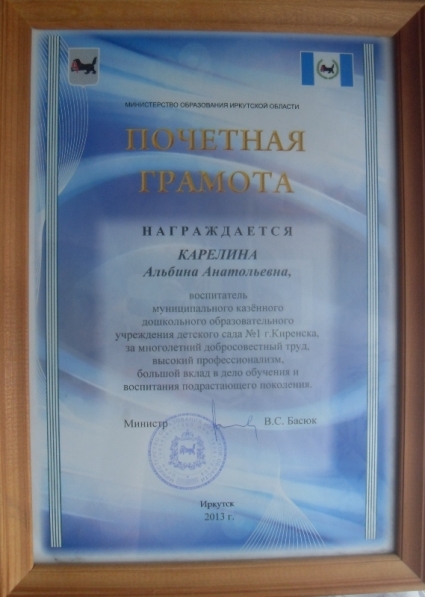 МИНИСТЕРСТВО ОБРАЗОВАНИЯ ИРКУТСКОЙ ОБЛАСТИ
ПОЧЕТНАЯ
ГРАМОТА
НАГРАЖДАЕТСЯ
КАРЕЛИНА
Альбина Анатольевна,
воспитатель
муниципального казённого
дошкольного образовательного
учреждения детского сада №1 г.Киренска,
за многолетний добросовестный труд,
высокий профессионализм,
большой вклад в дело обучения и
воспитания подрастающего поколения.
Министр В.С. Басюк
Иркутск
2013 г.